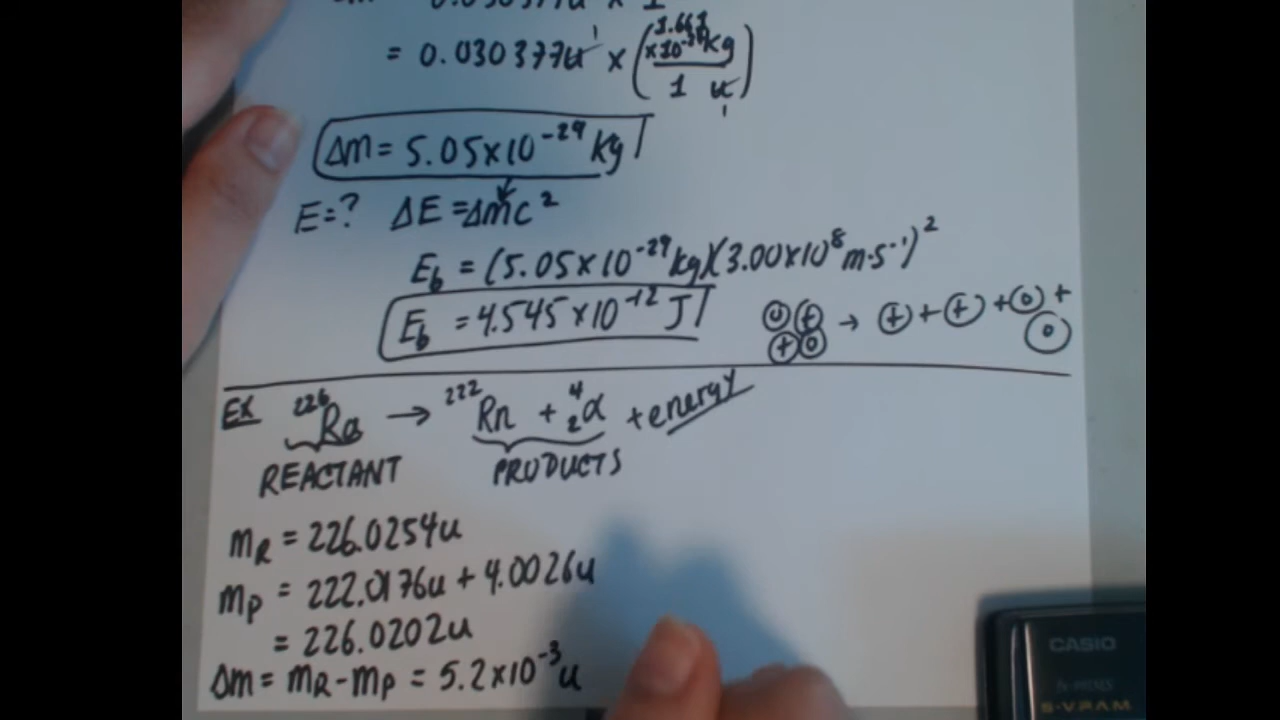 = 0.030377u × (1.661 ×10⁻²⁷ kg / 1 u)
Δm = 5.05×10⁻²⁹ kg
E=? ΔE = Δmc²
E_b = (5.05×10⁻²⁹ kg)(3.00×10⁸ m·s⁻¹)²
E_b = 4.545×10⁻¹² J
EX ²²⁶Ra → ²²²Rn + ⁴₂α + energy
REACTANT PRODUCTS
m_R = 226.0254u
m_P = 222.0176u + 4.0026u
= 226.0202u
Δm = m_R - m_P = 5.2×10⁻³ u
CASIO
S-V.P.A.M.